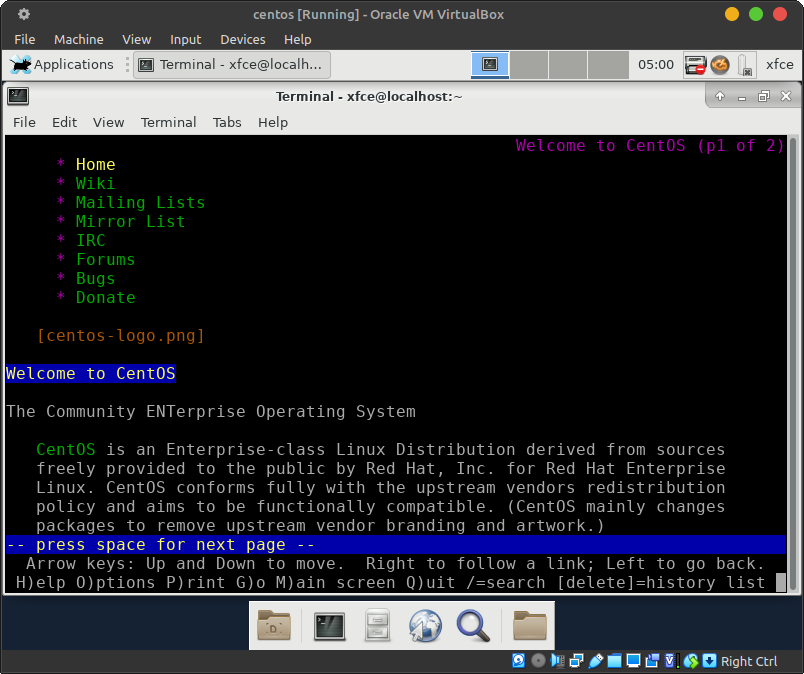 centos [Running] - Oracle VM VirtualBox
File Machine View Input Devices Help
Applications Terminal - xfce@localh... 05:00 xfce
Terminal - xfce@localhost:~
File Edit View Terminal Tabs Help
Welcome to CentOS (p1 of 2)
* Home
* Wiki
* Mailing Lists
* Mirror List
* IRC
* Forums
* Bugs
* Donate
[centos-logo.png]
Welcome to CentOS
The Community ENTerprise Operating System
CentOS is an Enterprise-class Linux Distribution derived from sources
freely provided to the public by Red Hat, Inc. for Red Hat Enterprise
Linux. CentOS conforms fully with the upstream vendors redistribution
policy and aims to be functionally compatible. (CentOS mainly changes
packages to remove upstream vendor branding and artwork.)
-- press space for next page --
Arrow keys: Up and Down to move. Right to follow a link; Left to go back.
H)elp O)ptions P)rint G)o M)ain screen Q)uit /=search [delete]=history list
Right Ctrl